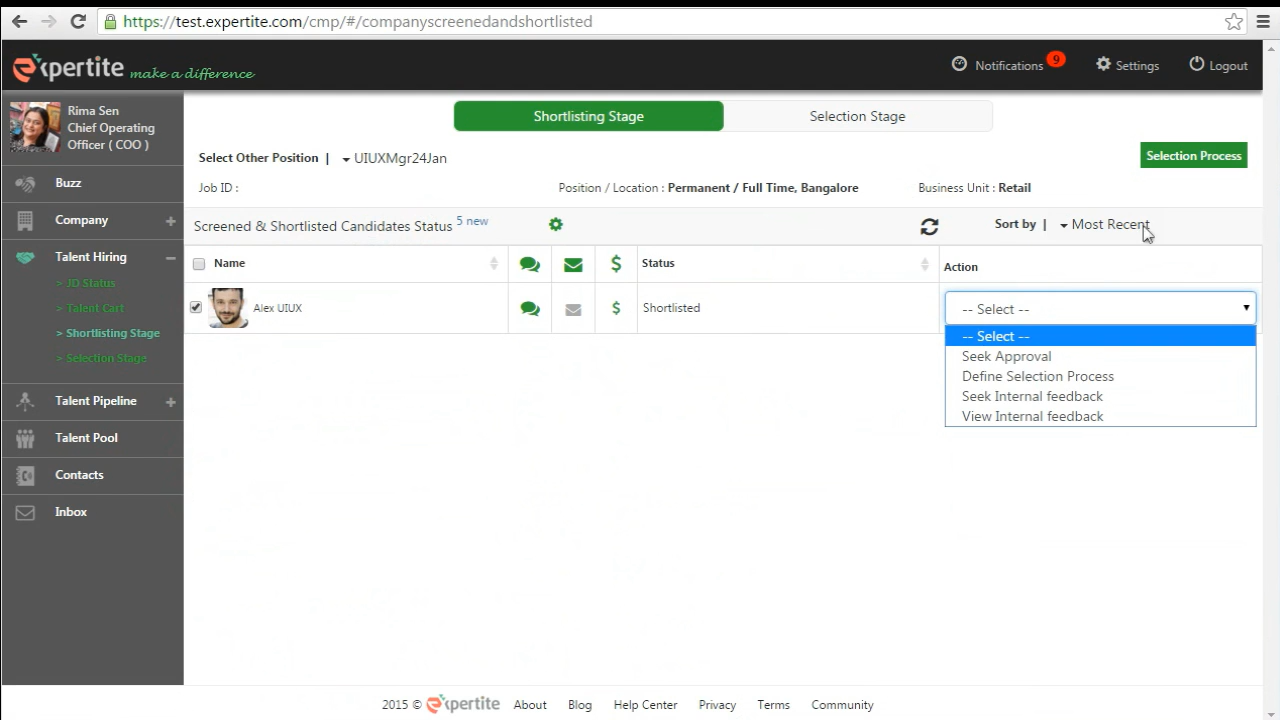 https://test.expertite.com/cmp/#/companyscreenedandshortlisted
expertite make a difference
Notifications 9
Settings
Logout
Rima Sen
Chief Operating
Officer ( COO )
Buzz
Company +
Talent Hiring −
> JD Status
> Talent Cart
> Shortlisting Stage
> Selection Stage
Talent Pipeline +
Talent Pool
Contacts
Inbox
Shortlisting Stage
Selection Stage
Select Other Position | UIUXMgr24Jan
Selection Process
Job ID :
Position / Location : Permanent / Full Time, Bangalore
Business Unit : Retail
Screened & Shortlisted Candidates Status 5 new
Sort by | Most Recent
Name $ Status Action
Alex UIUX $ Shortlisted -- Select --
-- Select --
Seek Approval
Define Selection Process
Seek Internal feedback
View Internal feedback
2015 © expertite About Blog Help Center Privacy Terms Community